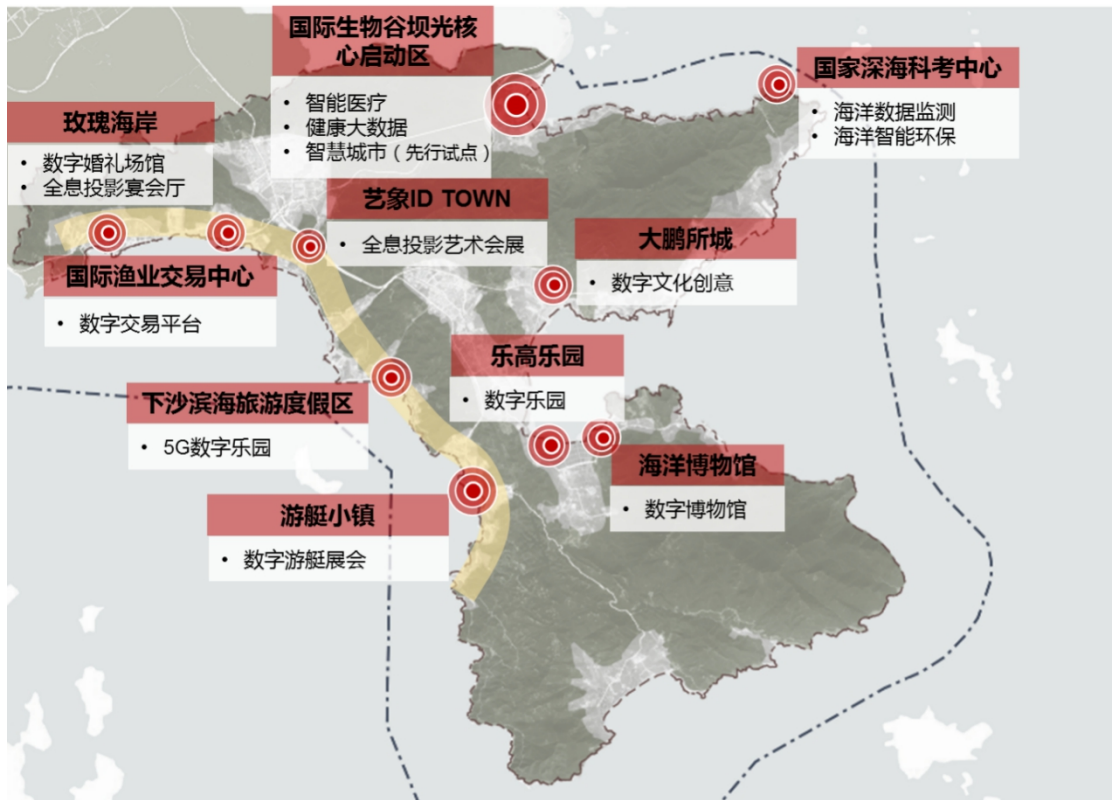 国际生物谷坝光核
心启动区
• 智能医疗
• 健康大数据
• 智慧城市（先行试点）
国家深海科考中心
• 海洋数据监测
• 海洋智能环保
玫瑰海岸
• 数字婚礼场馆
• 全息投影宴会厅
艺象ID TOWN
• 全息投影艺术会展
大鹏所城
• 数字文化创意
国际渔业交易中心
• 数字交易平台
乐高乐园
• 数字乐园
下沙滨海旅游度假区
• 5G数字乐园
海洋博物馆
• 数字博物馆
游艇小镇
• 数字游艇展会